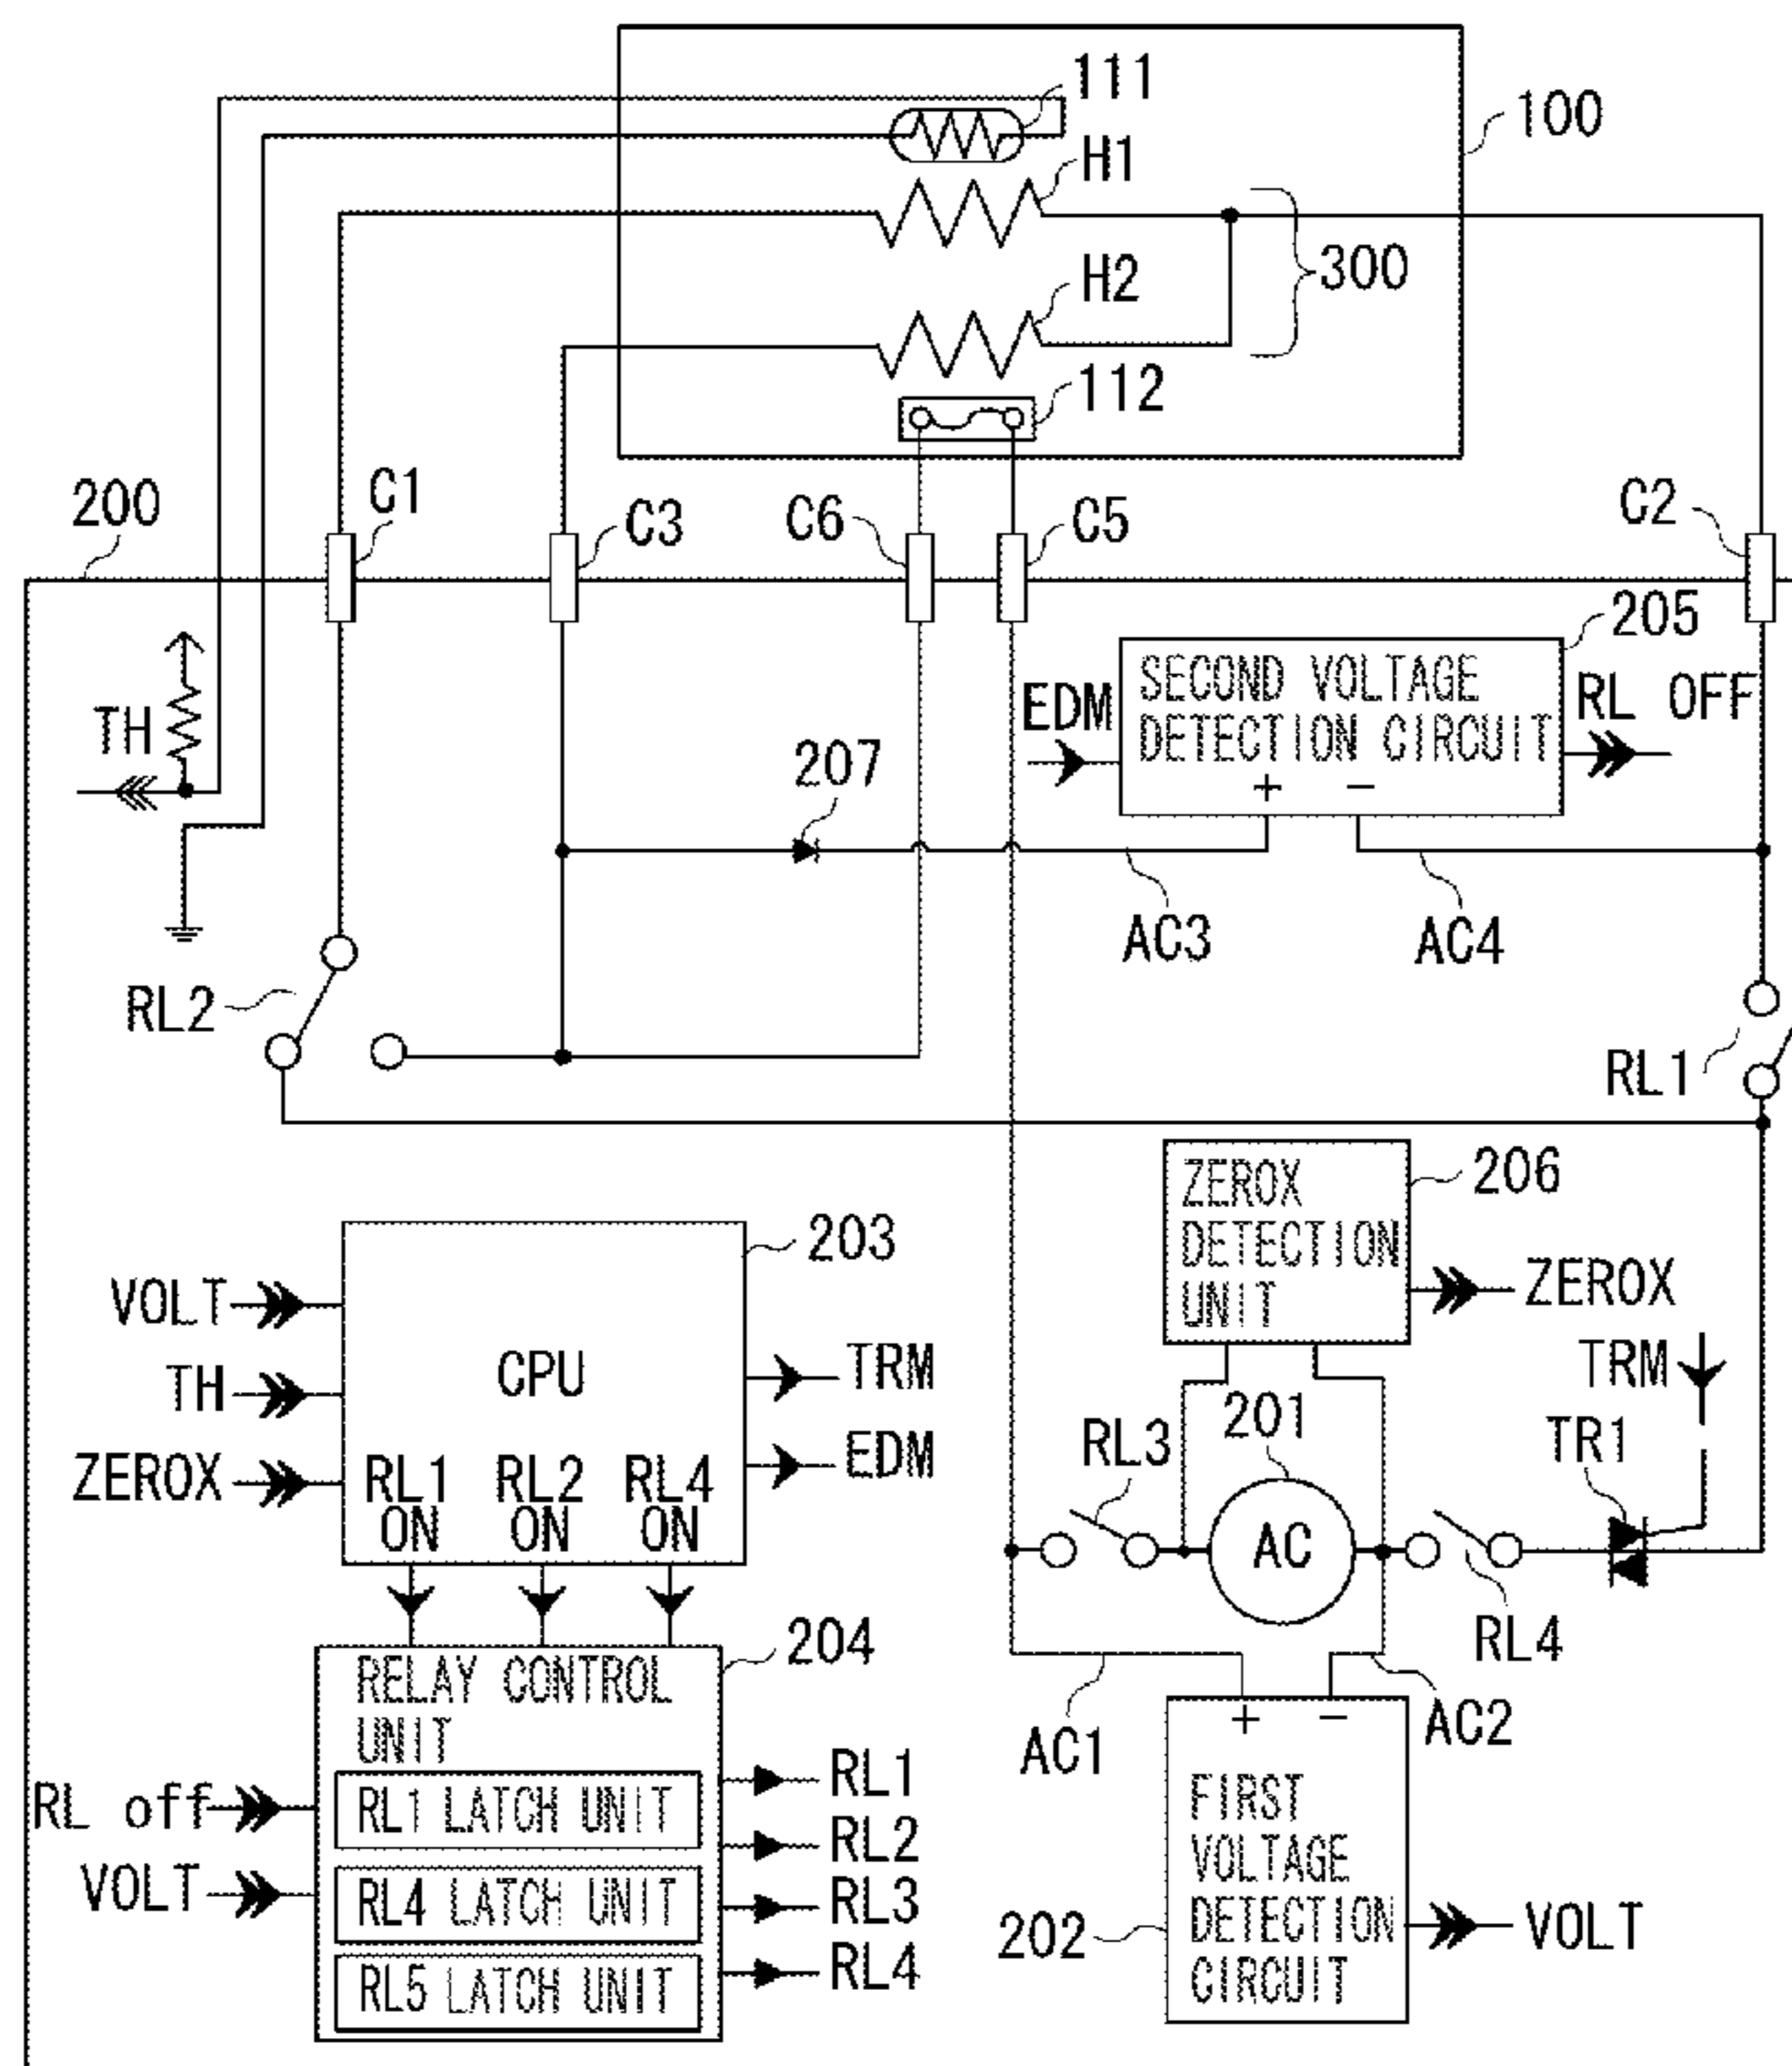 111
100
H1
300
H2
112
200
C1
C3
C6
C5
C2
205
SECOND VOLTAGE
DETECTION CIRCUIT
EDM
RL OFF
+ −
TH
207
AC3
AC4
RL2
RL1
206
ZEROX
DETECTION
UNIT
ZEROX
203
VOLT
TH
ZEROX
CPU
TRM
EDM
RL1
ON
RL2
ON
RL4
ON
TRM
TR1
201
RL3
AC
RL4
204
RELAY CONTROL
UNIT
RL1 LATCH UNIT
RL4 LATCH UNIT
RL5 LATCH UNIT
RL off
VOLT
RL1
RL2
RL3
RL4
AC1
AC2
+ −
FIRST
VOLTAGE
DETECTION
CIRCUIT
202
VOLT